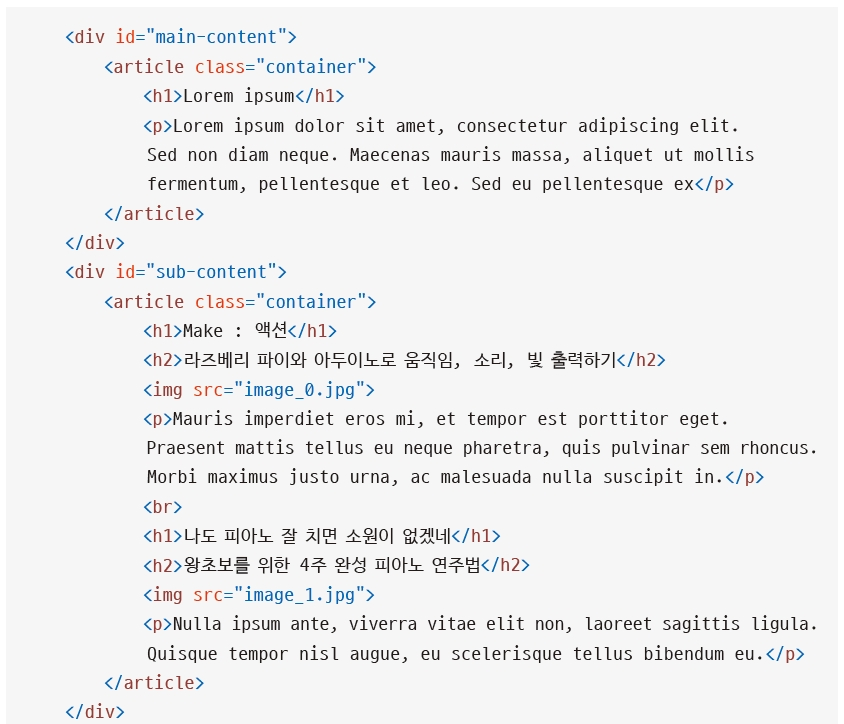 <div id="main-content">
<article class="container">
<h1>Lorem ipsum</h1>
<p>Lorem ipsum dolor sit amet, consectetur adipiscing elit.
Sed non diam neque. Maecenas mauris massa, aliquet ut mollis
fermentum, pellentesque et leo. Sed eu pellentesque ex</p>
</article>
</div>
<div id="sub-content">
<article class="container">
<h1>Make : 액션</h1>
<h2>라즈베리 파이와 아두이노로 움직임, 소리, 빛 출력하기</h2>
<img src="image_0.jpg">
<p>Mauris imperdiet eros mi, et tempor est porttitor eget.
Praesent mattis tellus eu neque pharetra, quis pulvinar sem rhoncus.
Morbi maximus justo urna, ac malesuada nulla suscipit in.</p>
<br>
<h1>나도 피아노 잘 치면 소원이 없겠네</h1>
<h2>왕초보를 위한 4주 완성 피아노 연주법</h2>
<img src="image_1.jpg">
<p>Nulla ipsum ante, viverra vitae elit non, laoreet sagittis ligula.
Quisque tempor nisl augue, eu scelerisque tellus bibendum eu.</p>
</article>
</div>